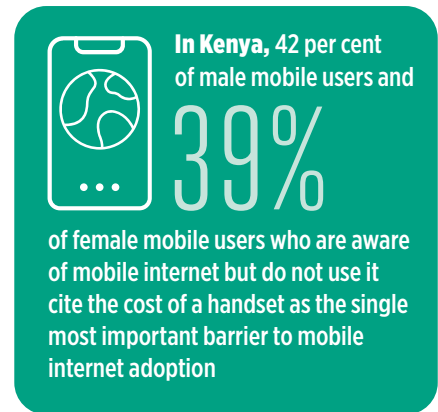 In Kenya, 42 per cent
of male mobile users and
39%
of female mobile users who are aware
of mobile internet but do not use it
cite the cost of a handset as the single
most important barrier to mobile
internet adoption